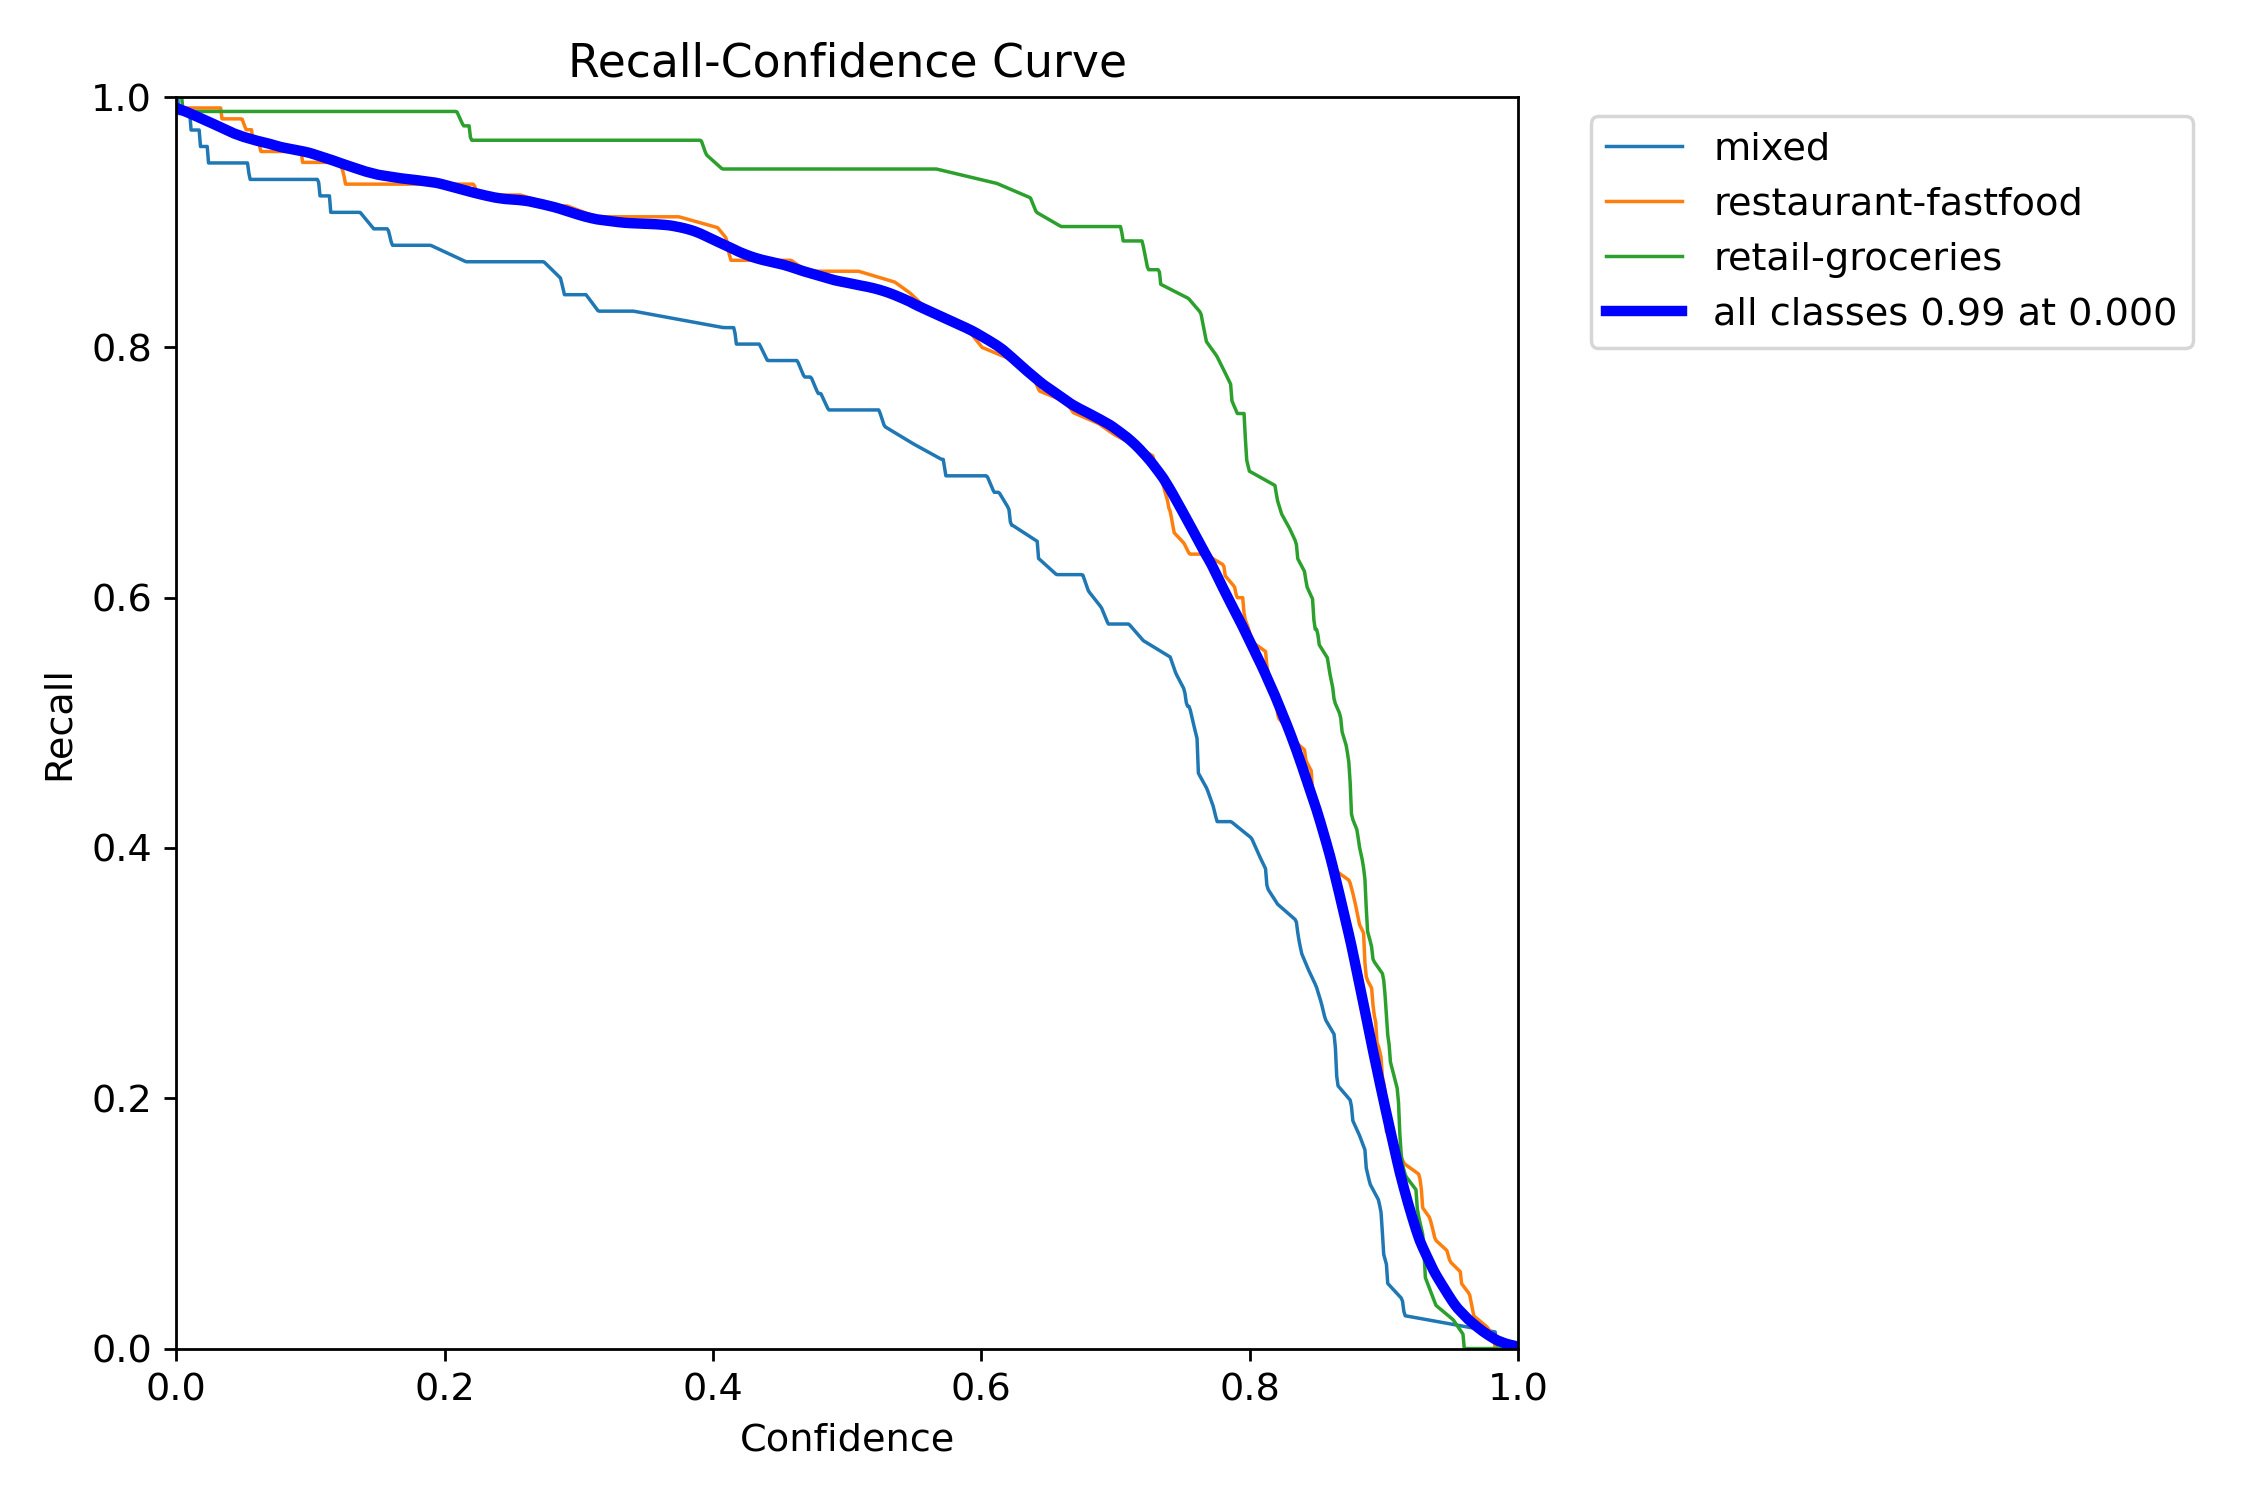 Recall-Confidence Curve
1.0
0.8
0.6
0.4
0.2
0.0
Recall
0.0 0.2 0.4 0.6 0.8 1.0
Confidence
mixed
restaurant-fastfood
retail-groceries
all classes 0.99 at 0.000